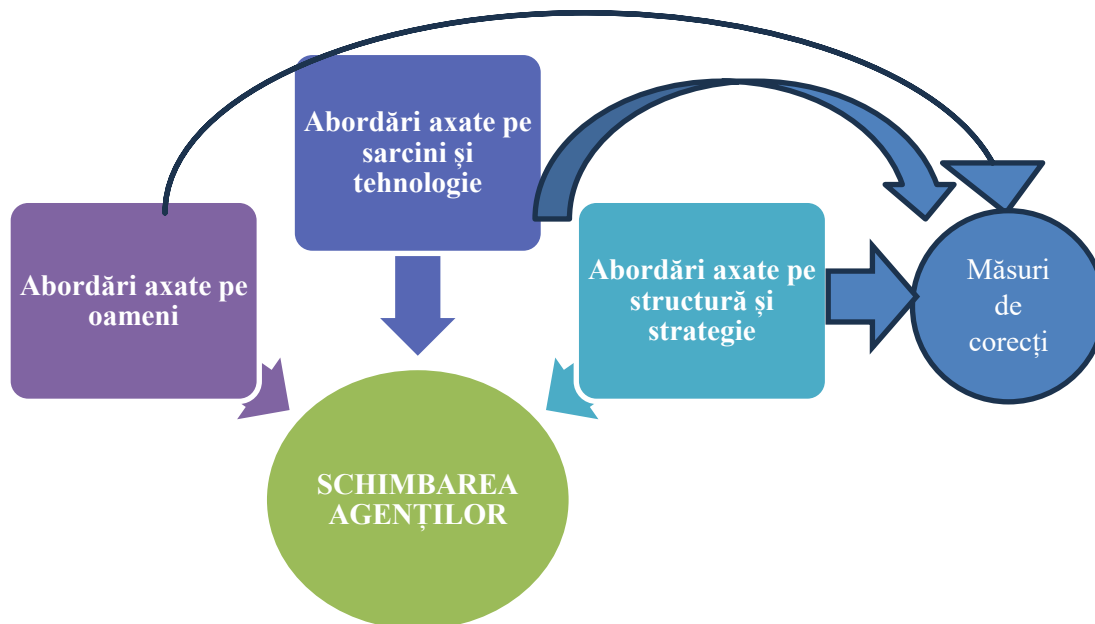 Abordări axate pe
sarcini și
tehnologie
Abordări axate pe
oameni
Abordări axate pe
structură și
strategie
Măsuri
de
corecți
SCHIMBAREA
AGENȚILOR